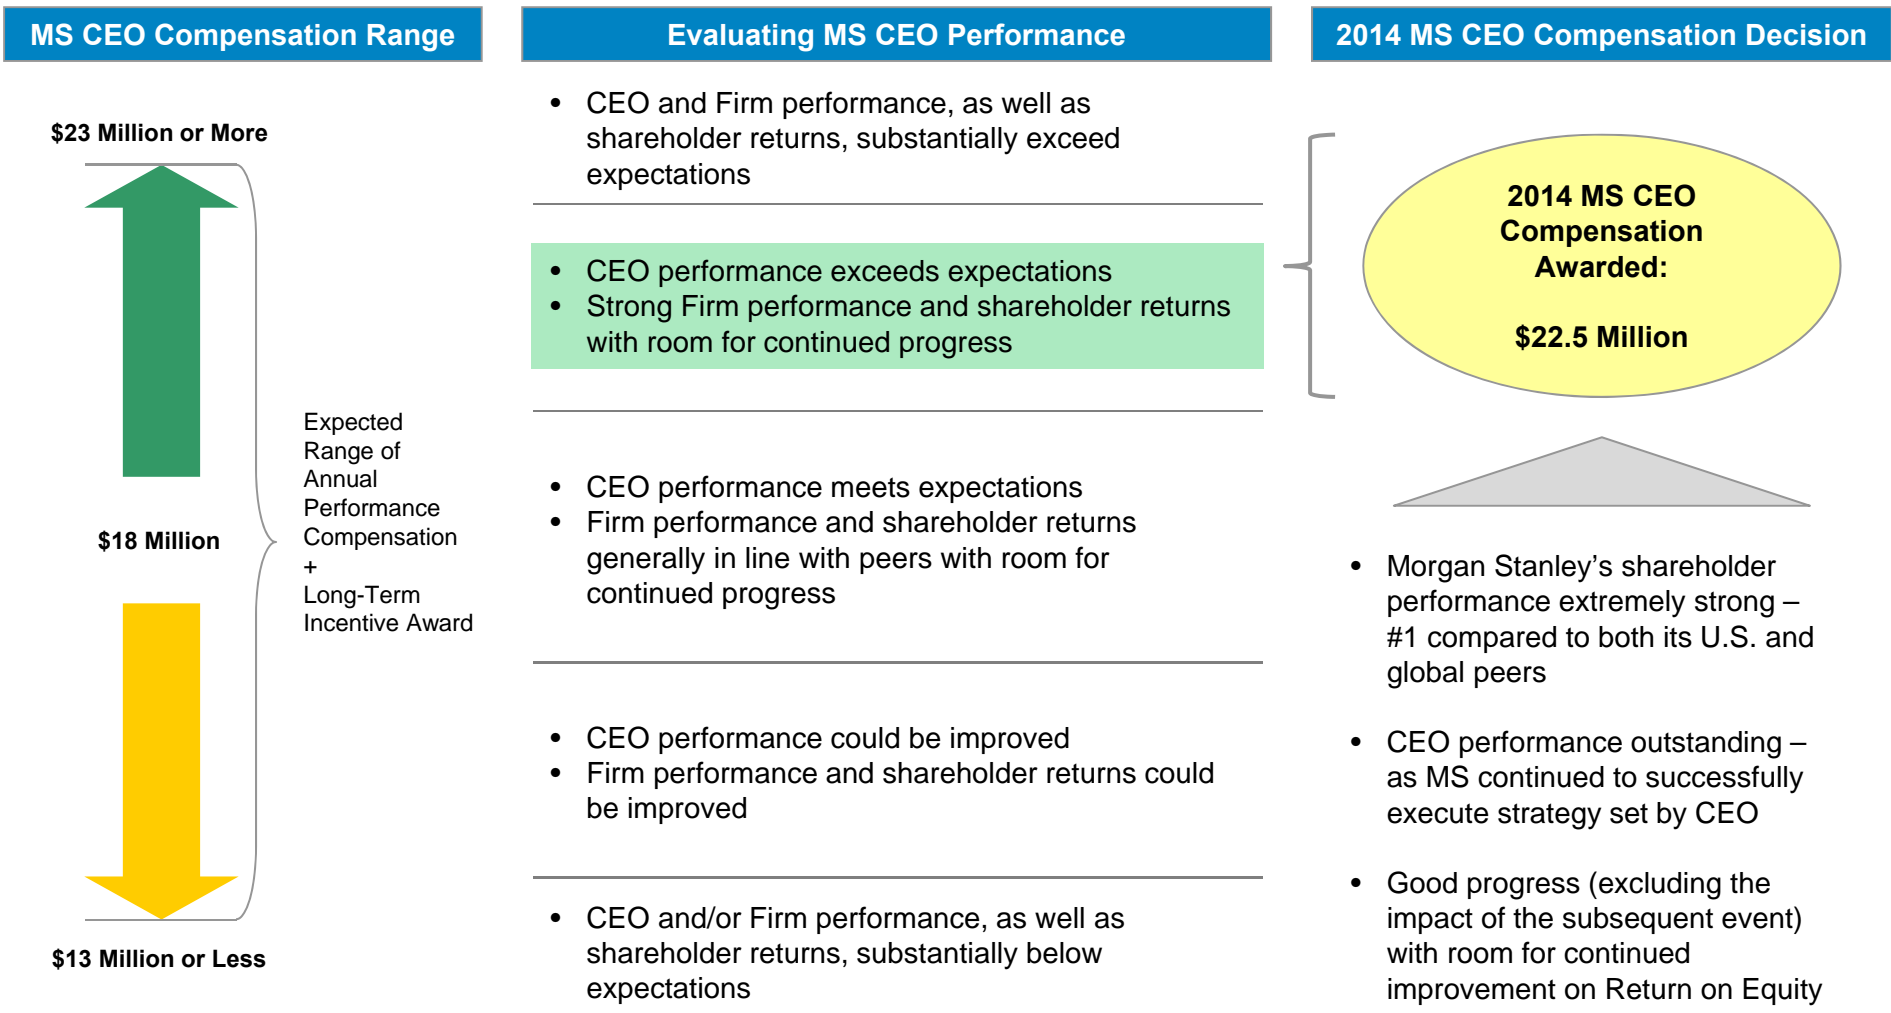 MS CEO Compensation Range
$23 Million or More
$18 Million
$13 Million or Less
Expected
Range of
Annual
Performance
Compensation
+
Long-Term
Incentive Award
Evaluating MS CEO Performance
• CEO and Firm performance, as well as
shareholder returns, substantially exceed
expectations
• CEO performance exceeds expectations
• Strong Firm performance and shareholder returns
with room for continued progress
• CEO performance meets expectations
• Firm performance and shareholder returns
generally in line with peers with room for
continued progress
• CEO performance could be improved
• Firm performance and shareholder returns could
be improved
• CEO and/or Firm performance, as well as
shareholder returns, substantially below
expectations
2014 MS CEO Compensation Decision
2014 MS CEO
Compensation
Awarded:
$22.5 Million
• Morgan Stanley’s shareholder
performance extremely strong –
#1 compared to both its U.S. and
global peers
• CEO performance outstanding –
as MS continued to successfully
execute strategy set by CEO
• Good progress (excluding the
impact of the subsequent event)
with room for continued
improvement on Return on Equity